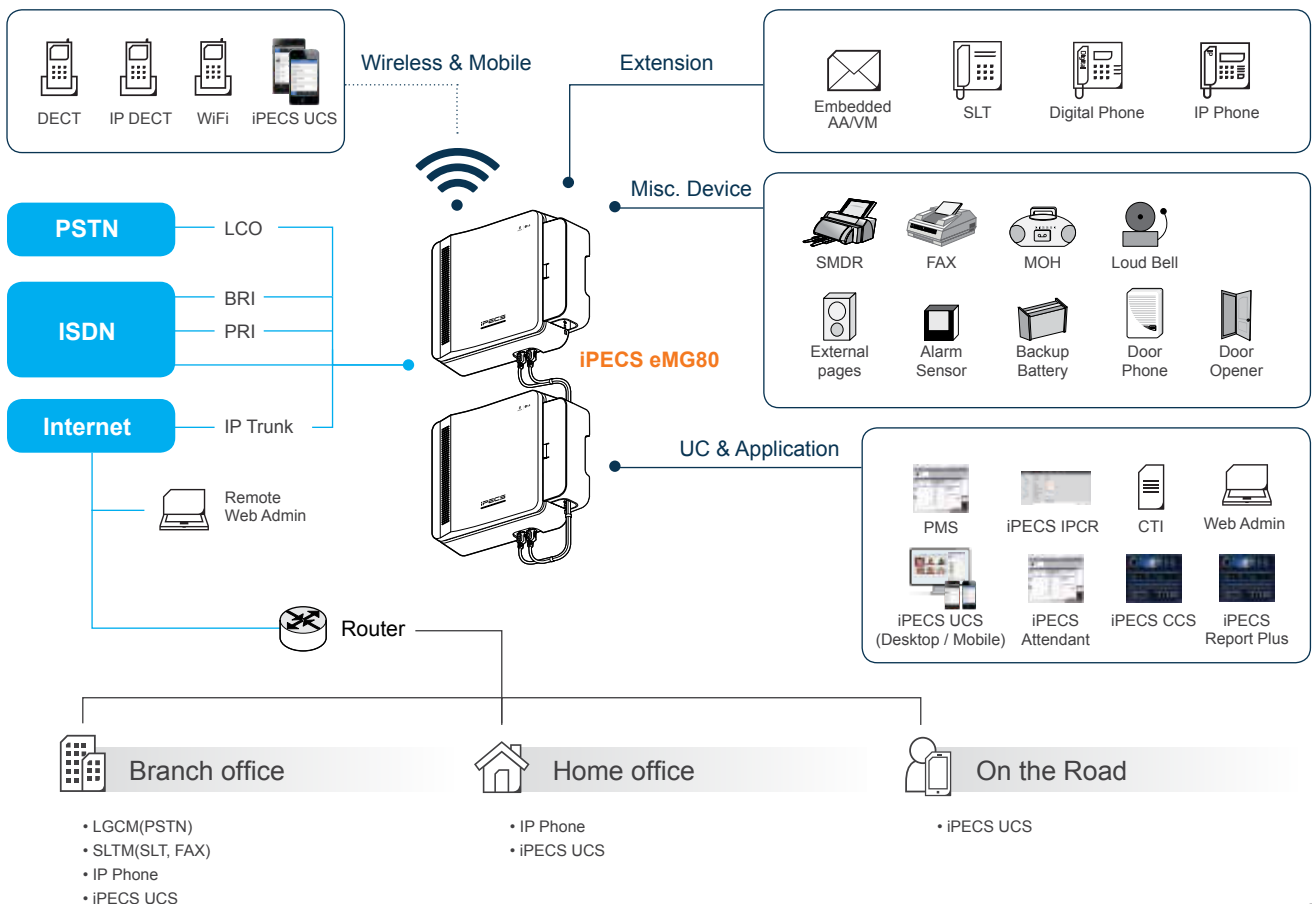 Wireless & Mobile
DECT
IP DECT
WiFi
iPECS UCS
Extension
Embedded
AA/VM
SLT
Digital Phone
IP Phone
Misc. Device
SMDR
FAX
MOH
Loud Bell
External
pages
Alarm
Sensor
Backup
Battery
Door
Phone
Door
Opener
PSTN
LCO
ISDN
BRI
PRI
Internet
IP Trunk
iPECS eMG80
iPECS
iPECS
Remote
Web Admin
UC & Application
PMS
iPECS IPCR
CTI
Web Admin
iPECS UCS
(Desktop / Mobile)
iPECS
Attendant
iPECS CCS
iPECS
Report Plus
Router
Branch office
• LGCM(PSTN)
• SLTM(SLT, FAX)
• IP Phone
• iPECS UCS
Home office
• IP Phone
• iPECS UCS
On the Road
• iPECS UCS